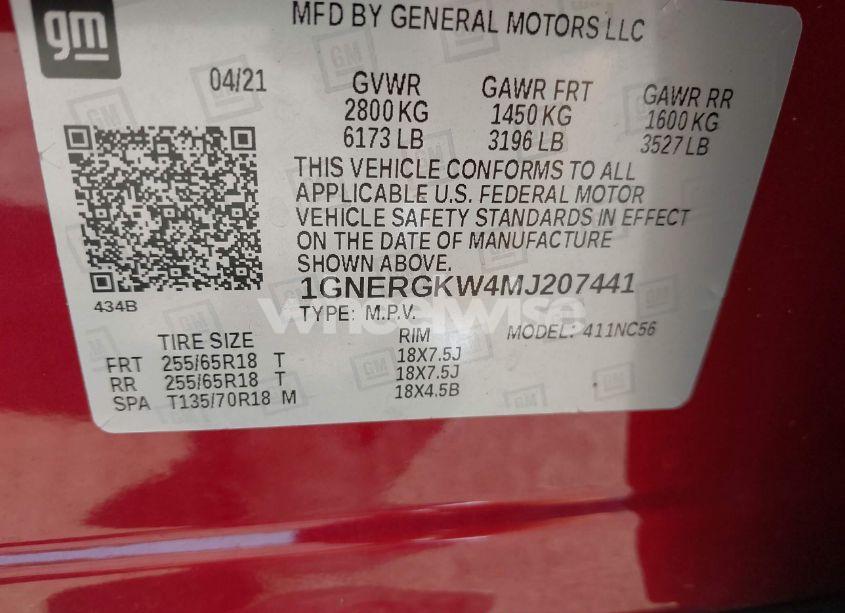 gm
MFD BY GENERAL MOTORS LLC
04/21 GVWR GAWR FRT GAWR RR
2800 KG 1450 KG 1600 KG
6173 LB 3196 LB 3527 LB
THIS VEHICLE CONFORMS TO ALL
APPLICABLE U.S. FEDERAL MOTOR
VEHICLE SAFETY STANDARDS IN EFFECT
ON THE DATE OF MANUFACTURE
SHOWN ABOVE.
434B
1GNERGKW4MJ207441
TYPE: M.P.V. MODEL: 411NC56
wheelwise
TIRE SIZE RIM
FRT 255/65R18 T 18X7.5J
RR 255/65R18 T 18X7.5J
SPA T135/70R18 M 18X4.5B